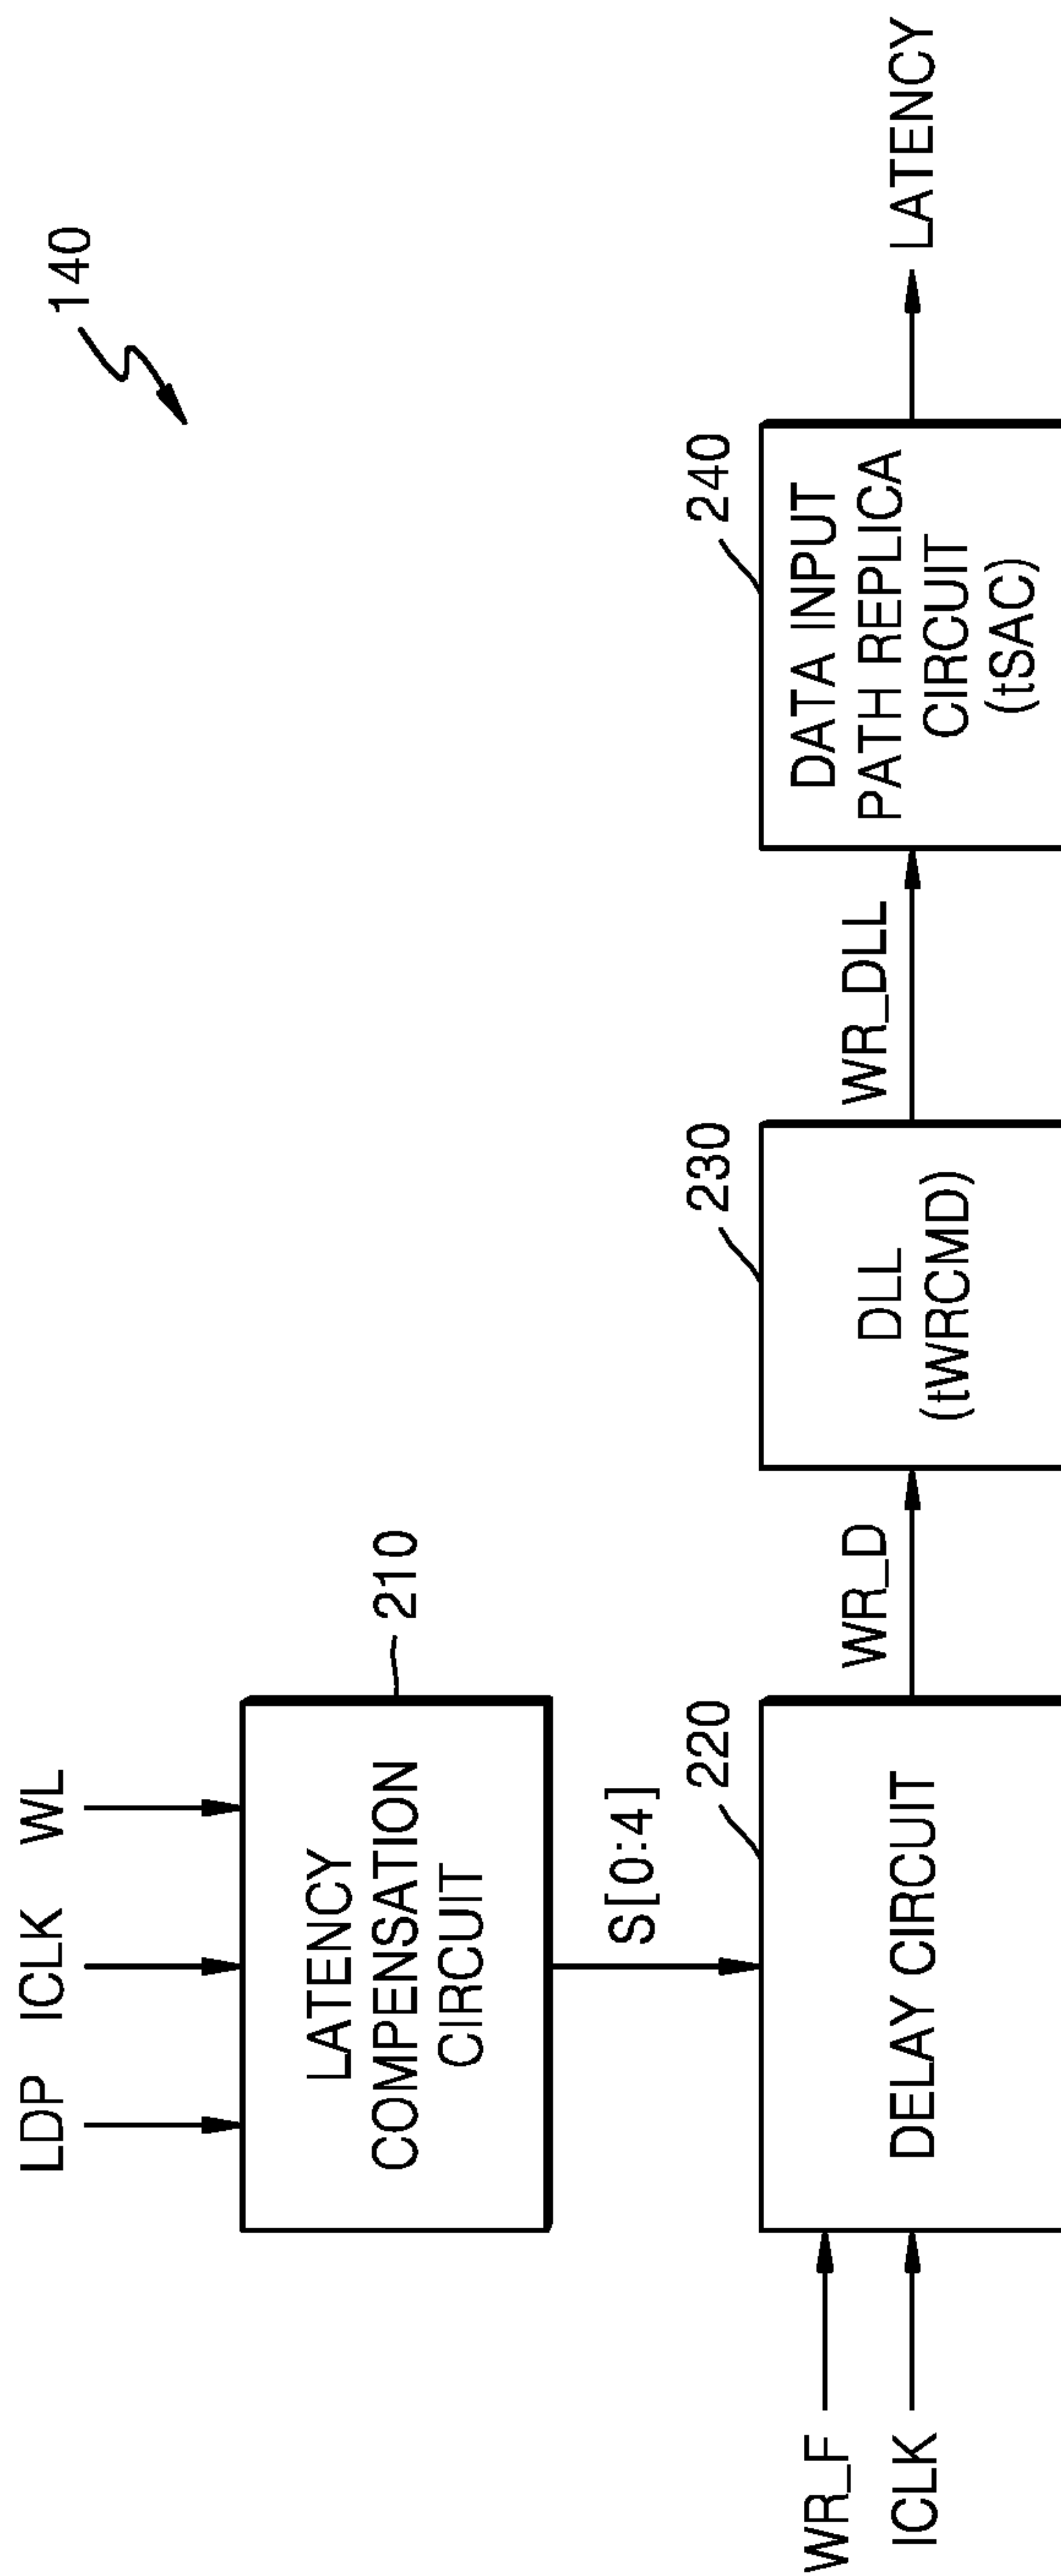 140
LDP
ICLK
WL
LATENCY
COMPENSATION
CIRCUIT
210
S[0:4]
WR_F
ICLK
220
DELAY CIRCUIT
WR_D
230
DLL
(tWRCMD)
WR_DLL
240
DATA INPUT
PATH REPLICA
CIRCUIT
(tSAC)
LATENCY